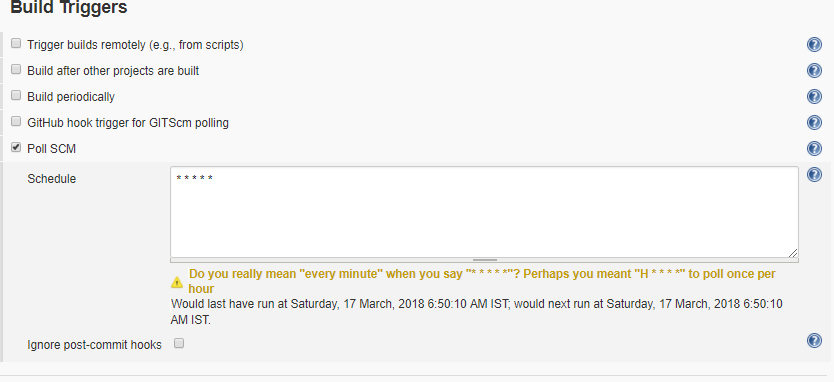 Build Triggers
Trigger builds remotely (e.g., from scripts)
Build after other projects are built
Build periodically
GitHub hook trigger for GITScm polling
Poll SCM
Schedule
* * * * *
Do you really mean "every minute" when you say "* * * * *"? Perhaps you meant "H * * * *" to poll once per
hour
Would last have run at Saturday, 17 March, 2018 6:50:10 AM IST; would next run at Saturday, 17 March, 2018 6:50:10
AM IST.
Ignore post-commit hooks